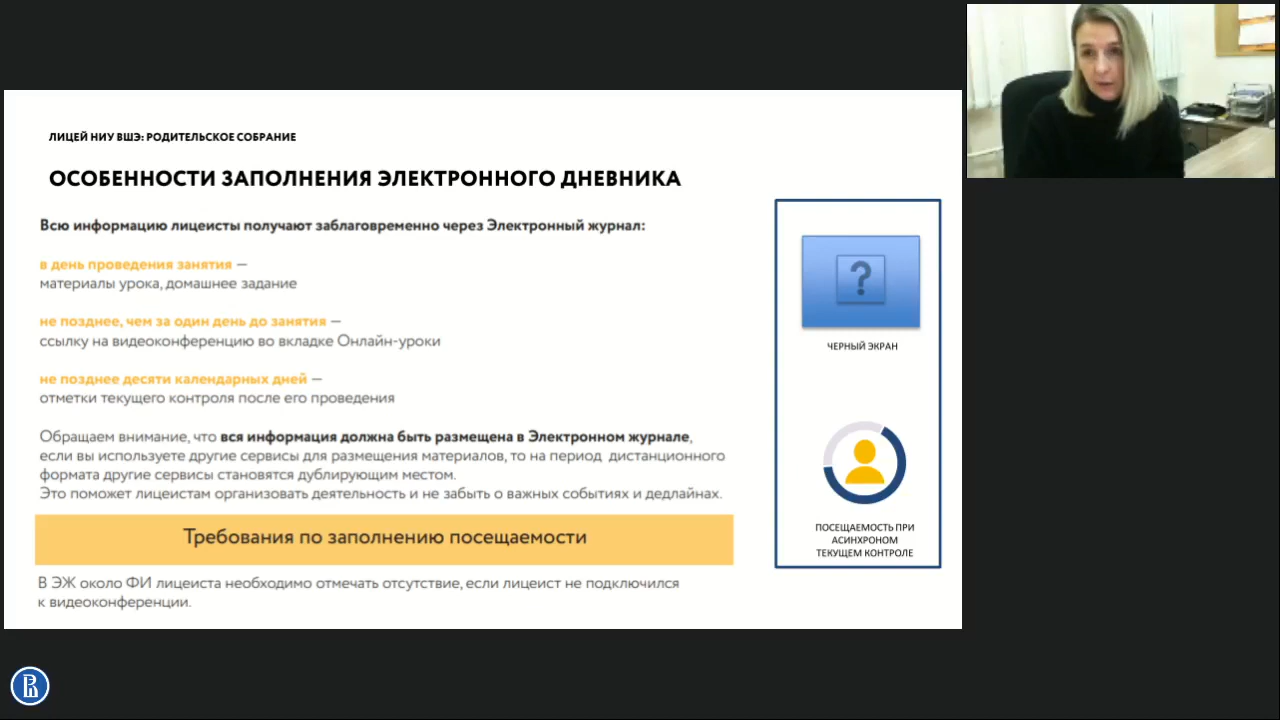 ЛИЦЕЙ НИУ ВШЭ: РОДИТЕЛЬСКОЕ СОБРАНИЕ
ОСОБЕННОСТИ ЗАПОЛНЕНИЯ ЭЛЕКТРОННОГО ДНЕВНИКА
Всю информацию лицеисты получают заблаговременно через Электронный журнал:
в день проведения занятия —
материалы урока, домашнее задание
не позднее, чем за один день до занятия —
ссылку на видеоконференцию во вкладке Онлайн-уроки
не позднее десяти календарных дней —
отметки текущего контроля после его проведения
Обращаем внимание, что вся информация должна быть размещена в Электронном журнале,
если вы используете другие сервисы для размещения материалов, то на период дистанционного
формата другие сервисы становятся дублирующим местом.
Это поможет лицеистам организовать деятельность и не забыть о важных событиях и дедлайнах.
Требования по заполнению посещаемости
В ЭЖ около ФИ лицеиста необходимо отмечать отсутствие, если лицеист не подключился
к видеоконференции.
?
ЧЕРНЫЙ ЭКРАН
ПОСЕЩАЕМОСТЬ ПРИ
АСИНХРОНОМ
ТЕКУЩЕМ КОНТРОЛЕ